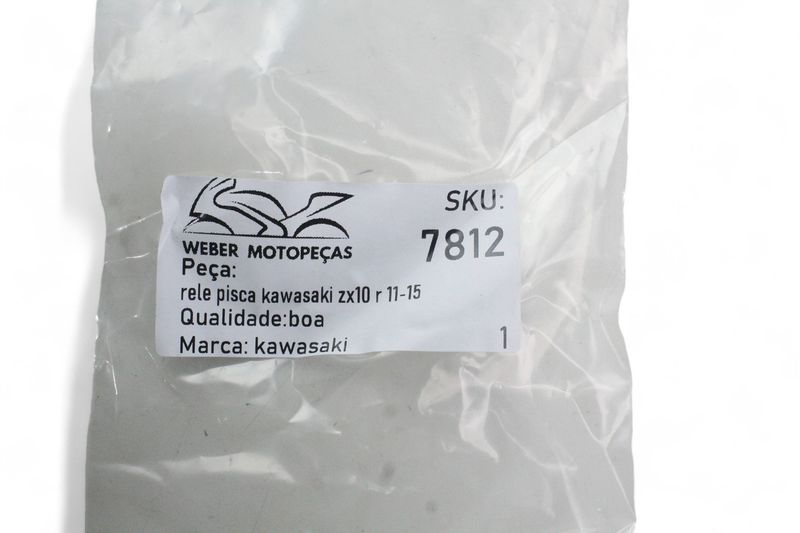 SKU:
7812
WEBER MOTOPEÇAS
Peça:
rele pisca kawasaki zx10 r 11-15
Qualidade:boa
Marca: kawasaki
1